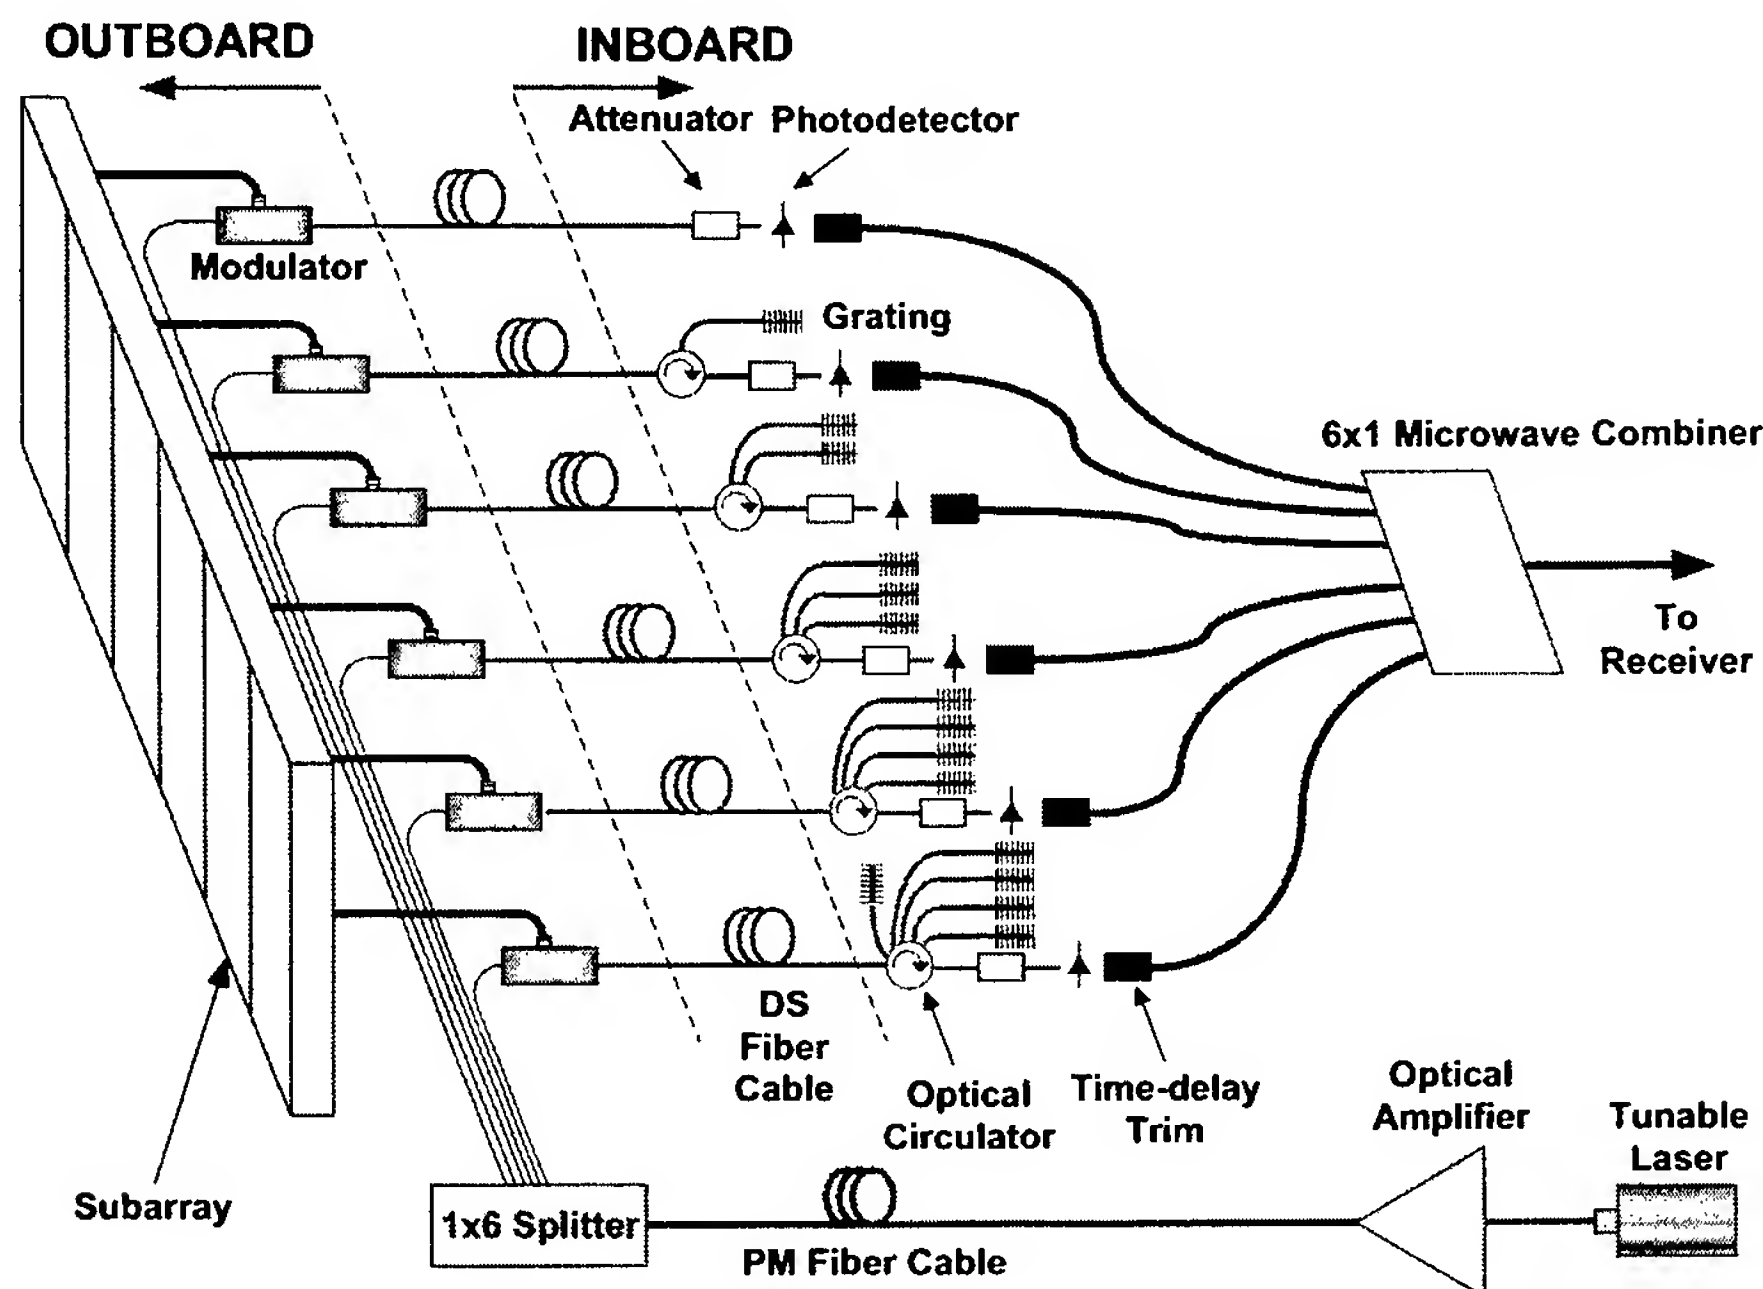 OUTBOARD
INBOARD
Attenuator
Photodetector
Modulator
Grating
6x1 Microwave Combiner
To
Receiver
DS
Fiber
Cable
Optical
Circulator
Time-delay
Trim
Optical
Amplifier
Tunable
Laser
Subarray
1x6 Splitter
PM Fiber Cable